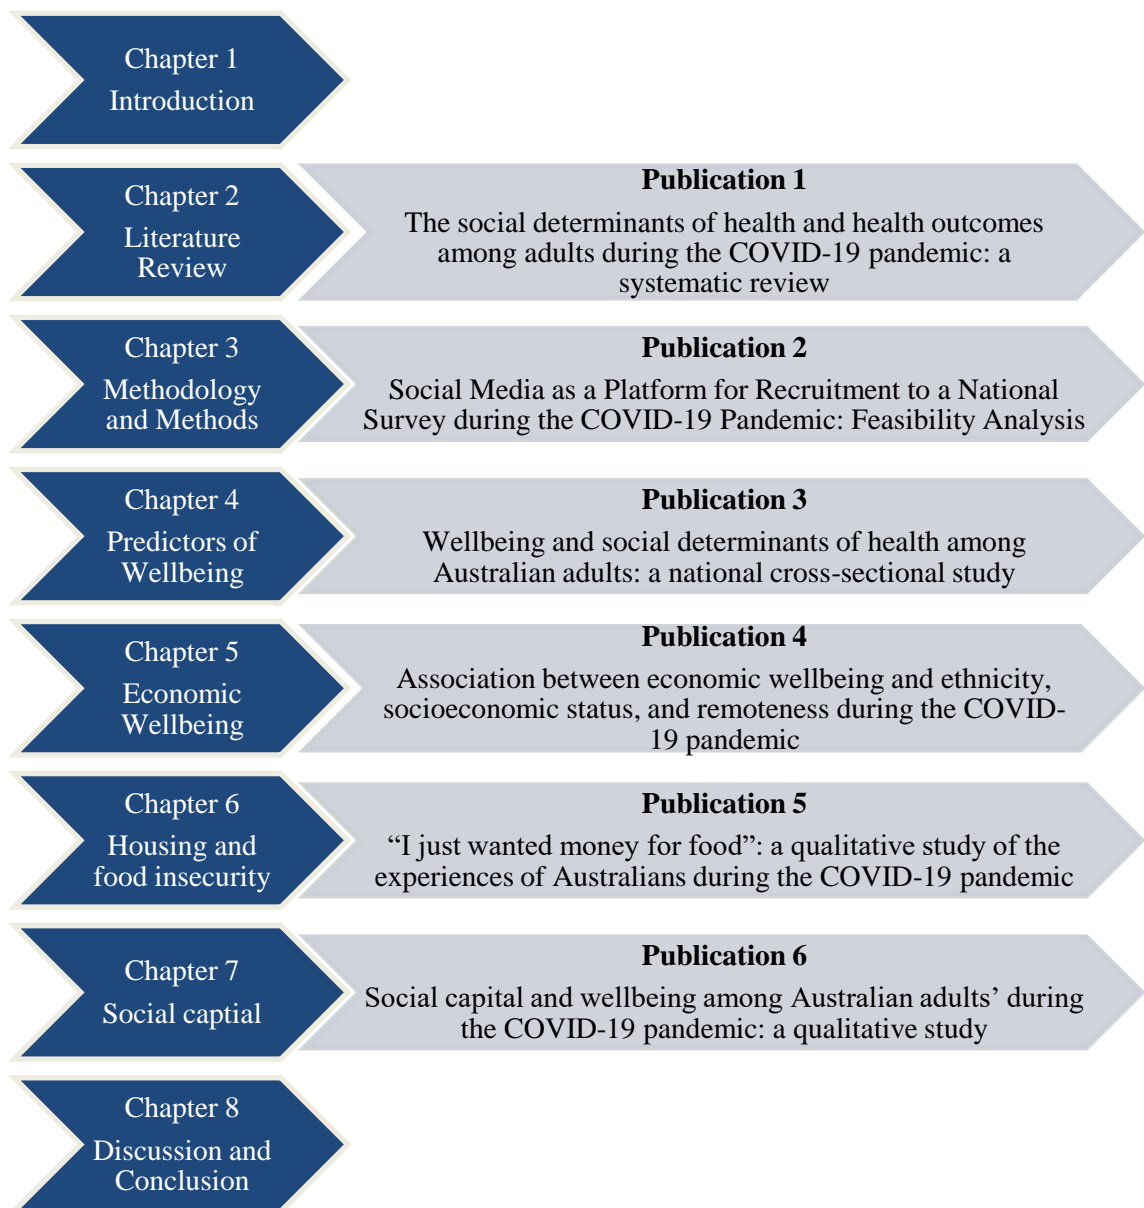 Chapter 1
Introduction
Chapter 2
Literature
Review
Publication 1
The social determinants of health and health outcomes
among adults during the COVID-19 pandemic: a
systematic review
Chapter 3
Methodology
and Methods
Publication 2
Social Media as a Platform for Recruitment to a National
Survey during the COVID-19 Pandemic: Feasibility Analysis
Chapter 4
Predictors of
Wellbeing
Publication 3
Wellbeing and social determinants of health among
Australian adults: a national cross-sectional study
Chapter 5
Economic
Wellbeing
Publication 4
Association between economic wellbeing and ethnicity,
socioeconomic status, and remoteness during the COVID-
19 pandemic
Chapter 6
Housing and
food insecurity
Publication 5
“I just wanted money for food”: a qualitative study of the
experiences of Australians during the COVID-19 pandemic
Chapter 7
Social captial
Publication 6
Social capital and wellbeing among Australian adults’ during
the COVID-19 pandemic: a qualitative study
Chapter 8
Discussion and
Conclusion